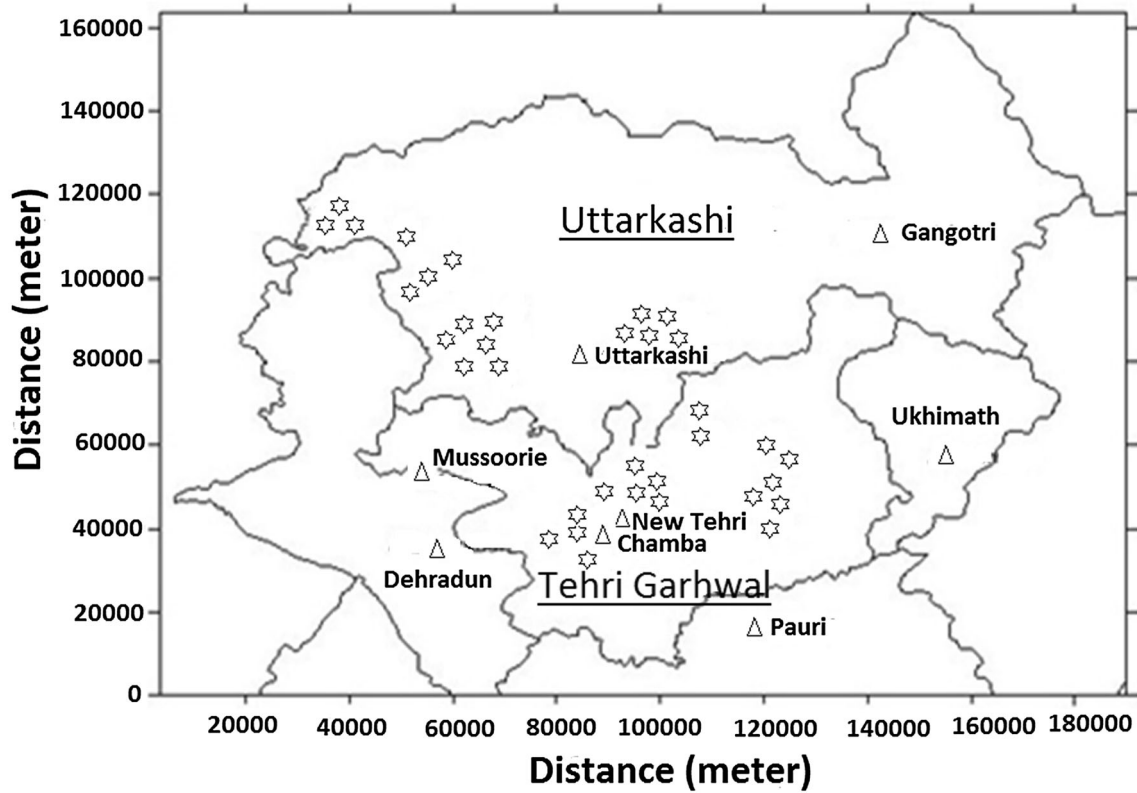 160000
140000
120000
100000
80000
60000
40000
20000
0
Distance (meter)
Uttarkashi
Gangotri
Uttarkashi
Ukhimath
Mussoorie
New Tehri
Chamba
Dehradun
Tehri Garhwal
Pauri
20000 40000 60000 80000 100000 120000 140000 160000 180000
Distance (meter)